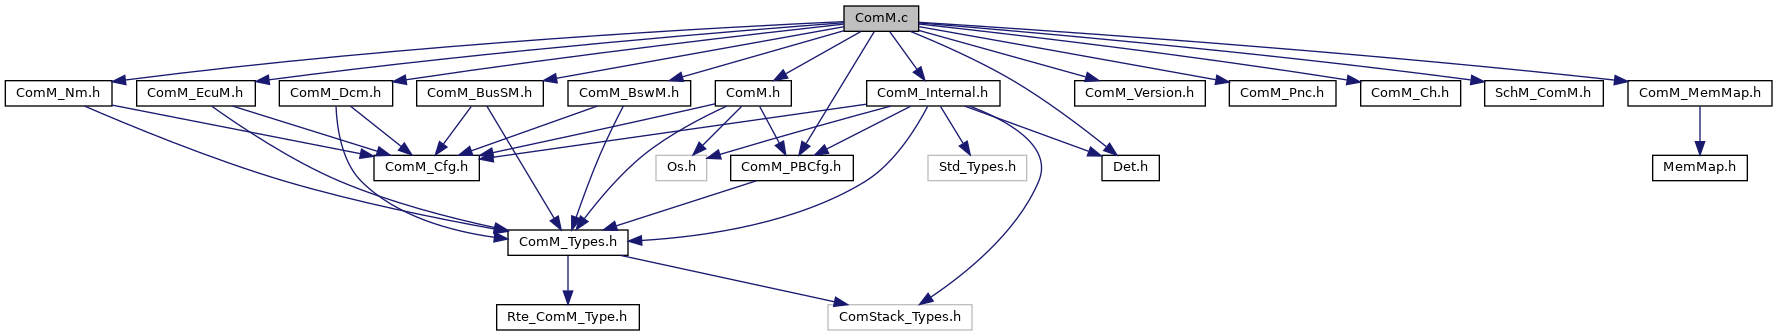 ComM.c
ComM_Nm.h
ComM_EcuM.h
ComM_Dcm.h
ComM_BusSM.h
ComM_BswM.h
ComM.h
ComM_Internal.h
ComM_Version.h
ComM_Pnc.h
ComM_Ch.h
SchM_ComM.h
ComM_MemMap.h
ComM_Cfg.h
Os.h
ComM_PBCfg.h
Std_Types.h
Det.h
MemMap.h
ComM_Types.h
Rte_ComM_Type.h
ComStack_Types.h